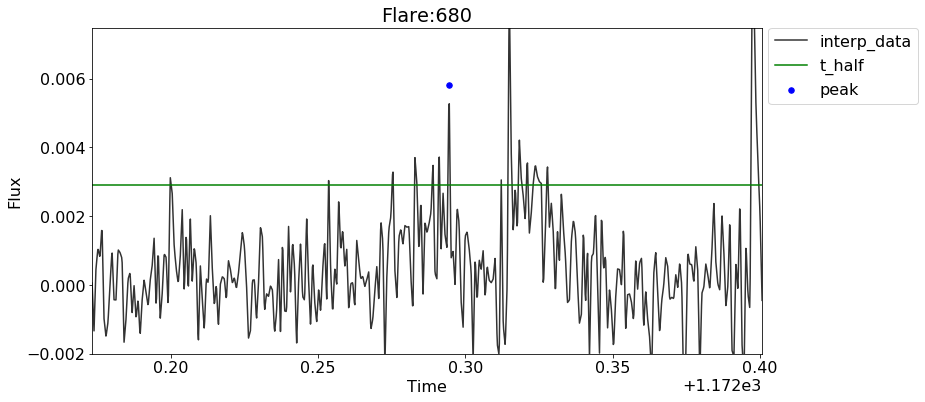 Flare:680
interp_data
t_half
peak
Flux
0.006
0.004
0.002
0.000
−0.002
0.20
0.25
0.30
0.35
0.40
Time
+1.172e3